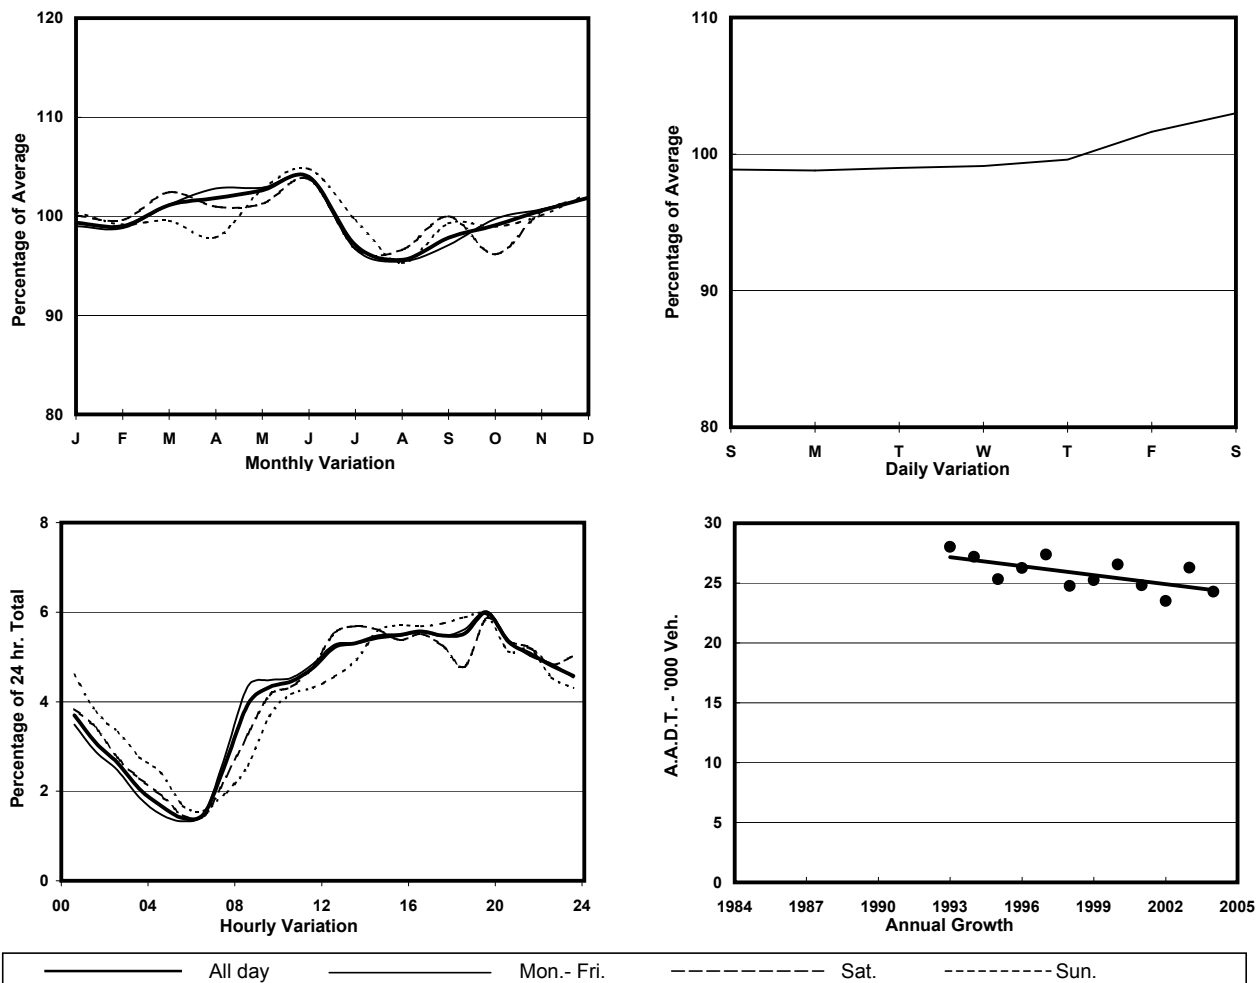 120
110
100
90
80
Percentage of Average
J F M A M J J A S O N D
Monthly Variation
110
100
90
80
Percentage of Average
S M T W T F S
Daily Variation
8
6
4
2
0
Percentage of 24 hr. Total
00 04 08 12 16 20 24
Hourly Variation
30
25
20
15
10
5
0
A.A.D.T. - '000 Veh.
1984 1987 1990 1993 1996 1999 2002 2005
Annual Growth
All day Mon.- Fri. Sat. Sun.